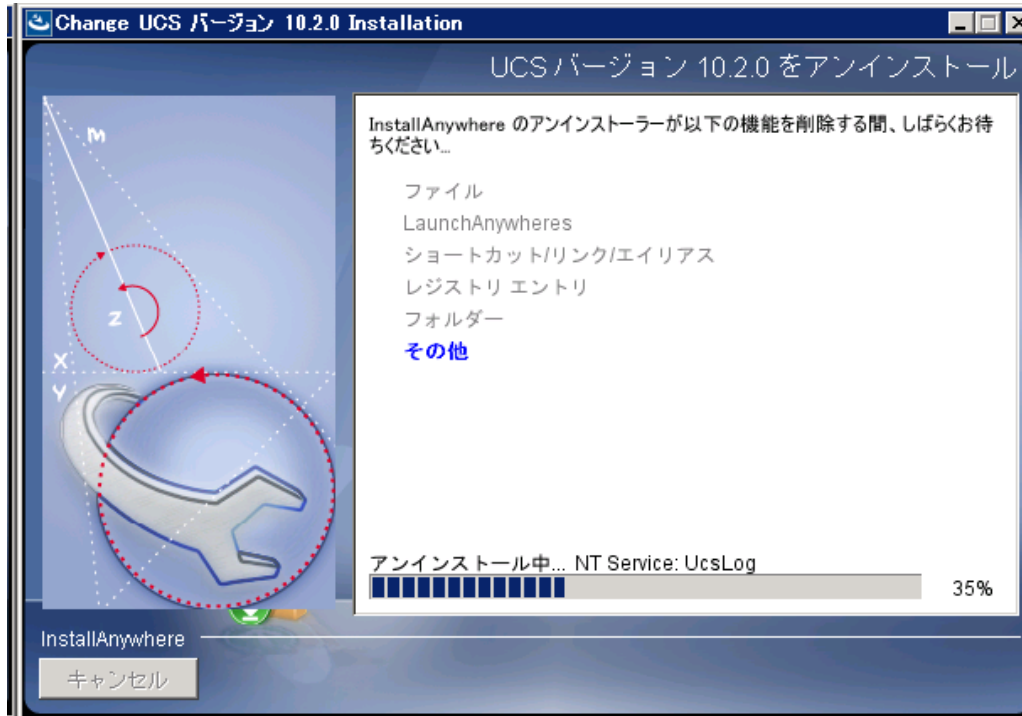 Change UCS バージョン 10.2.0 Installation
UCS バージョン 10.2.0 をアンインストール
m
z
X
Y
InstallAnywhere のアンインストーラーが以下の機能を削除する間、しばらくお待
ちください...
ファイル
LaunchAnywheres
ショートカット/リンク/エイリアス
レジストリ エントリ
フォルダー
その他
アンインストール中... NT Service: UcsLog
35%
InstallAnywhere
キャンセル